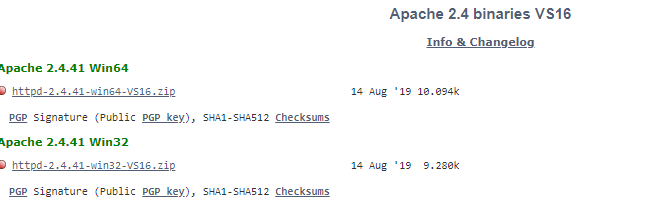 Apache 2.4 binaries VS16
Info & Changelog
Apache 2.4.41 Win64
httpd-2.4.41-win64-VS16.zip 14 Aug '19 10.094k
PGP Signature (Public PGP key), SHA1-SHA512 Checksums
Apache 2.4.41 Win32
httpd-2.4.41-win32-VS16.zip 14 Aug '19 9.280k
PGP Signature (Public PGP key), SHA1-SHA512 Checksums